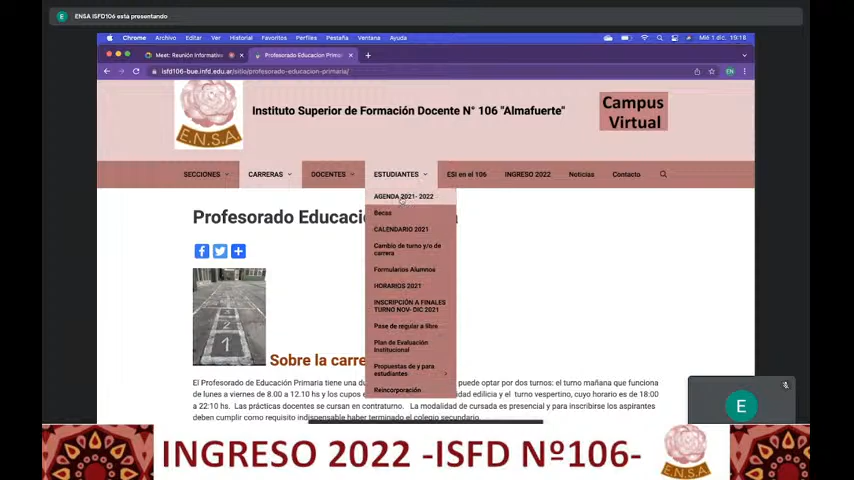 ENSA ISFD106 está presentando
Chrome Archivo Editar Ver Historial Favoritos Perfiles Pestaña Ventana Ayuda
Mié 1 dic. 19:18
Meet: Reunión Informativa
Profesorado Educacion Prima
isfd106-bue.infd.edu.ar/sitio/profesorado-educacion-primaria/
EN
E.N.S.A
Instituto Superior de Formación Docente N° 106 "Almafuerte"
Campus
Virtual
SECCIONES CARRERAS DOCENTES ESTUDIANTES ESI en el 106 INGRESO 2022 Noticias Contacto
Profesorado Educaci
AGENDA 2021- 2022
Becas
CALENDARIO 2021
Cambio de turno y/o de
carrera
Formularios Alumnos
HORARIOS 2021
INSCRIPCIÓN A FINALES
TURNO NOV- DIC 2021
Pase de regular a libre
Plan de Evaluación
Institucional
Propuestas de y para
estudiantes
Reincorporación
3
2
1
Sobre la carre
El Profesorado de Educación Primaria tiene una du
puede optar por dos turnos: el turno mañana que funciona
de lunes a viernes de 8.00 a 12.10 hs y los cupos e
idad edilicia y el turno vespertino, cuyo horario es de 18:00
a 22:10 hs. Las prácticas docentes se cursan en contraturno. La modalidad de cursada es presencial y para inscribirse los aspirantes
deben cumplir como requisito indispensable haber terminado el colegio secundario.
E
INGRESO 2022 -ISFD Nº106-
E.N.S.A